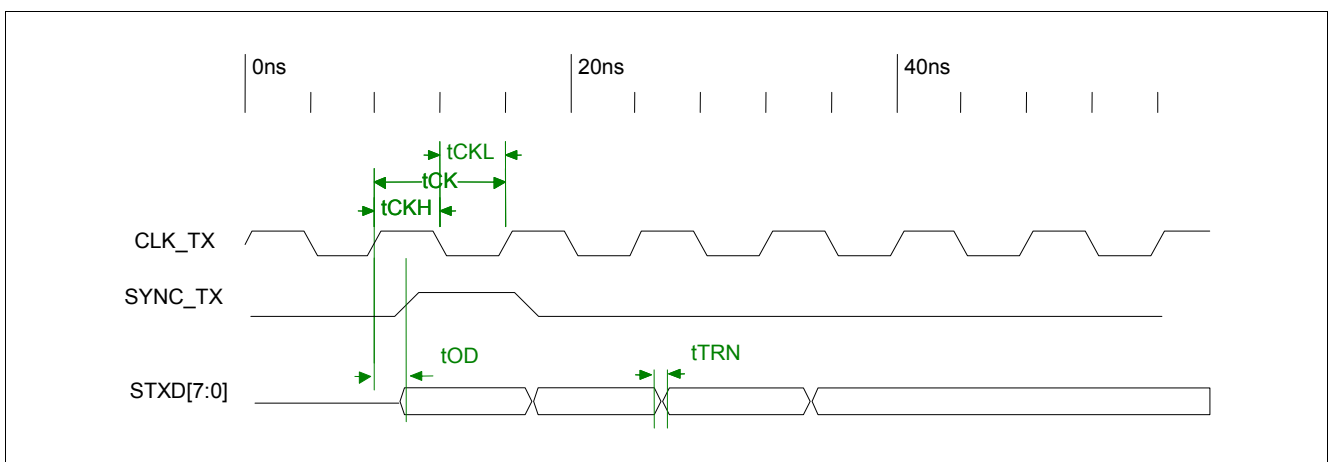 0ns 20ns 40ns
tCKL
tCK
tCKH
CLK_TX
SYNC_TX
tOD tTRN
STXD[7:0]